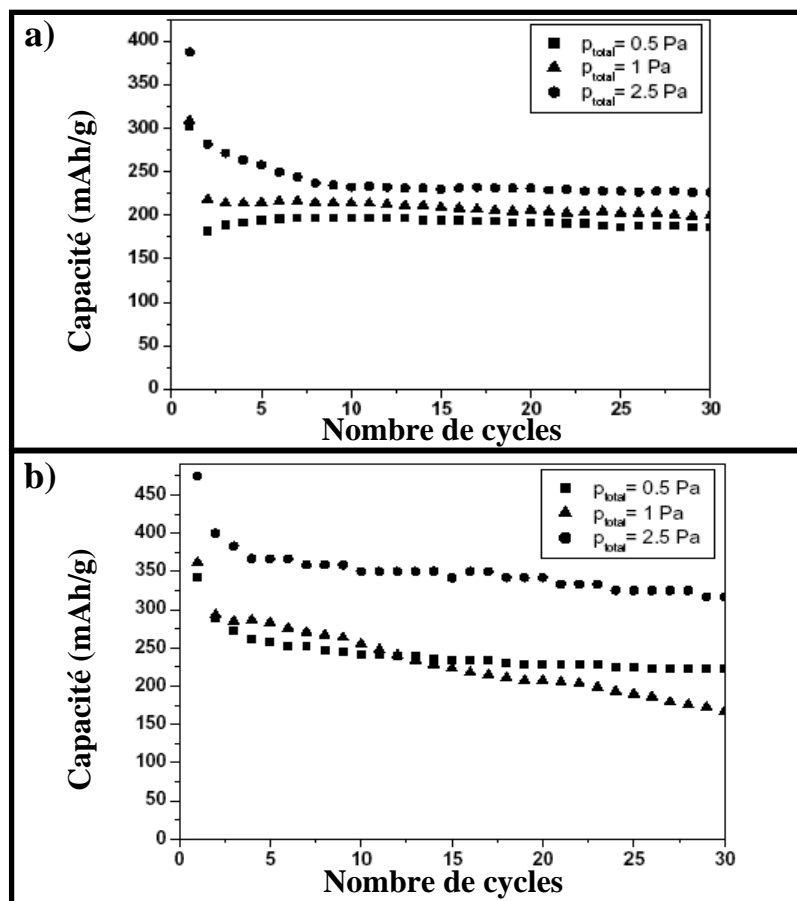 a)
p_total= 0.5 Pa
p_total= 1 Pa
p_total= 2.5 Pa
Capacité (mAh/g)
400
350
300
250
200
150
100
50
0
0 5 10 15 20 25 30
Nombre de cycles
b)
p_total= 0.5 Pa
p_total= 1 Pa
p_total= 2.5 Pa
Capacité (mAh/g)
450
400
350
300
250
200
150
100
50
0
0 5 10 15 20 25 30
Nombre de cycles